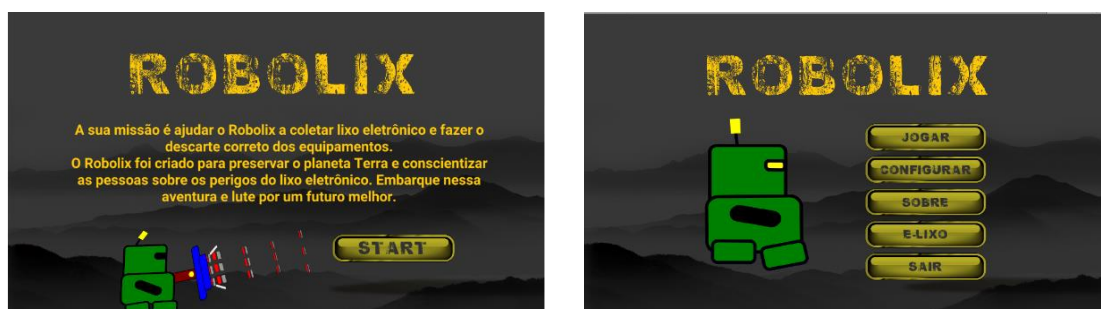 ROBOLIX
A sua missão é ajudar o Robolix a coletar lixo eletrônico e fazer o
descarte correto dos equipamentos.
O Robolix foi criado para preservar o planeta Terra e conscientizar
as pessoas sobre os perigos do lixo eletrônico. Embarque nessa
aventura e lute por um futuro melhor.
START
ROBOLIX
JOGAR
CONFIGURAR
SOBRE
E-LIXO
SAIR